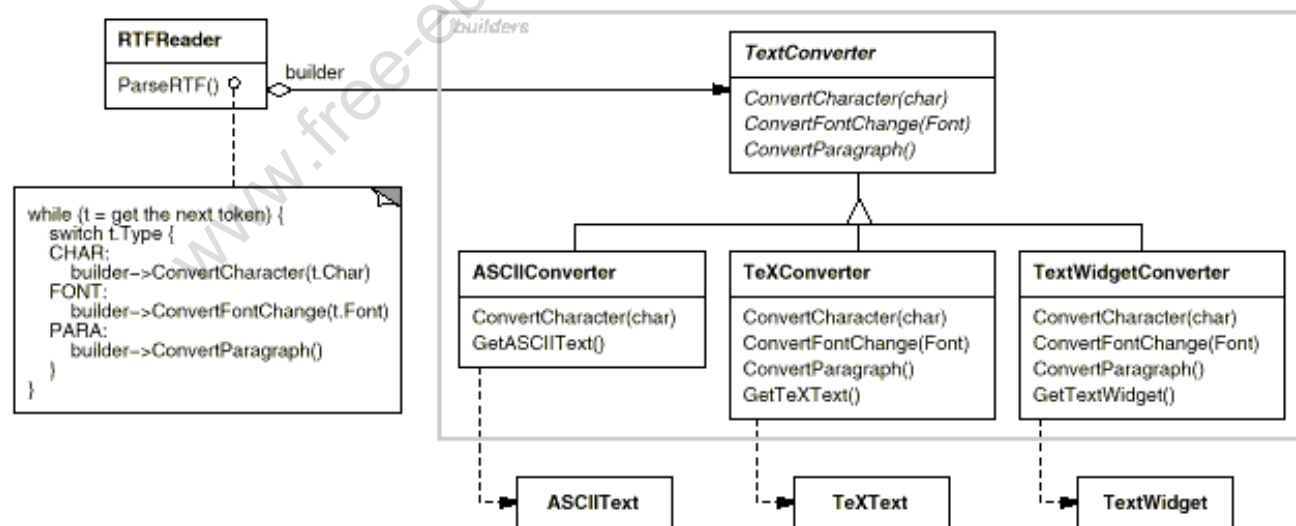 builders
RTFReader
ParseRTF()
builder
TextConverter
ConvertCharacter(char)
ConvertFontChange(Font)
ConvertParagraph()
while (t = get the next token) {
switch t.Type {
CHAR:
builder->ConvertCharacter(t.Char)
FONT:
builder->ConvertFontChange(t.Font)
PARA:
builder->ConvertParagraph()
}
}
ASCIIConverter
ConvertCharacter(char)
GetASCIIText()
TeXConverter
ConvertCharacter(char)
ConvertFontChange(Font)
ConvertParagraph()
GetTeXText()
TextWidgetConverter
ConvertCharacter(char)
ConvertFontChange(Font)
ConvertParagraph()
GetTextWidget()
ASCIIText
TeXText
TextWidget